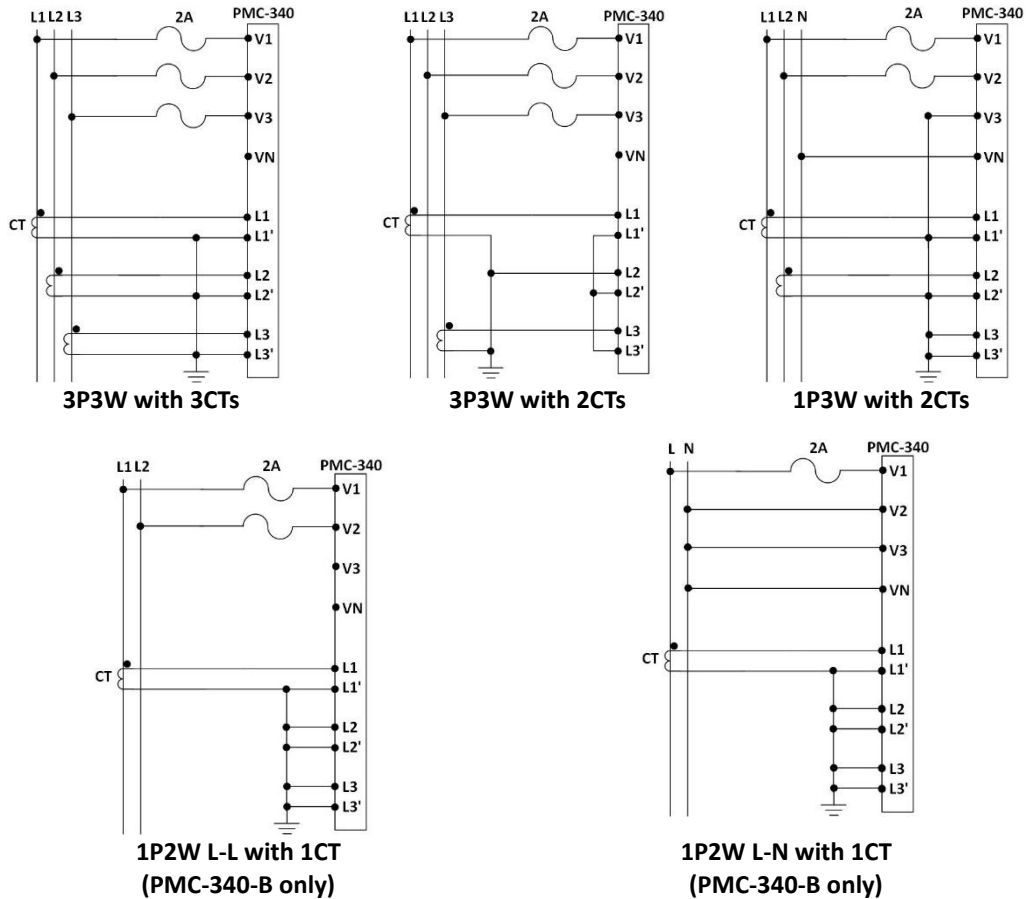 L1 L2 L3 2A PMC-340
V1
V2
V3
VN
L1
CT
L1'
L2
L2'
L3
L3'
3P3W with 3CTs
L1 L2 L3 2A PMC-340
V1
V2
V3
VN
L1
CT
L1'
L2
L2'
L3
L3'
3P3W with 2CTs
L1 L2 N 2A PMC-340
V1
V2
V3
VN
L1
CT
L1'
L2
L2'
L3
L3'
1P3W with 2CTs
L1 L2 2A PMC-340
V1
V2
V3
VN
L1
CT
L1'
L2
L2'
L3
L3'
1P2W L-L with 1CT
(PMC-340-B only)
L N 2A PMC-340
V1
V2
V3
VN
L1
CT
L1'
L2
L2'
L3
L3'
1P2W L-N with 1CT
(PMC-340-B only)